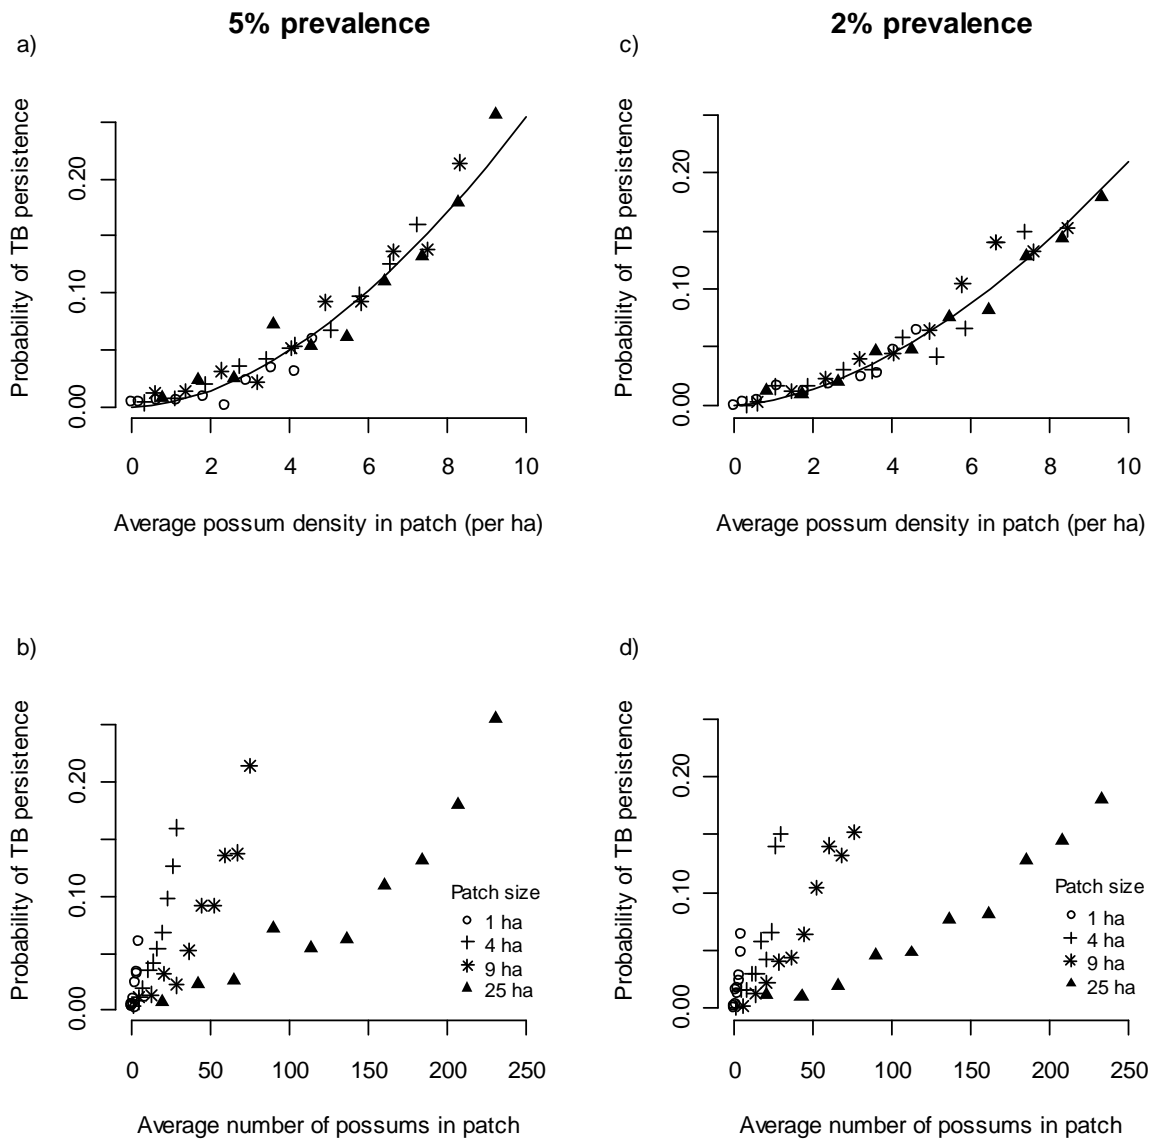 5% prevalence
2% prevalence
a)
Probability of TB persistence
0.00
0.10
0.20
0
2
4
6
8
10
Average possum density in patch (per ha)
c)
Probability of TB persistence
0.00
0.10
0.20
0
2
4
6
8
10
Average possum density in patch (per ha)
b)
Probability of TB persistence
0.00
0.10
0.20
Patch size
1 ha
4 ha
9 ha
25 ha
0
50
100
150
200
250
Average number of possums in patch
d)
Probability of TB persistence
0.00
0.10
0.20
Patch size
1 ha
4 ha
9 ha
25 ha
0
50
100
150
200
250
Average number of possums in patch